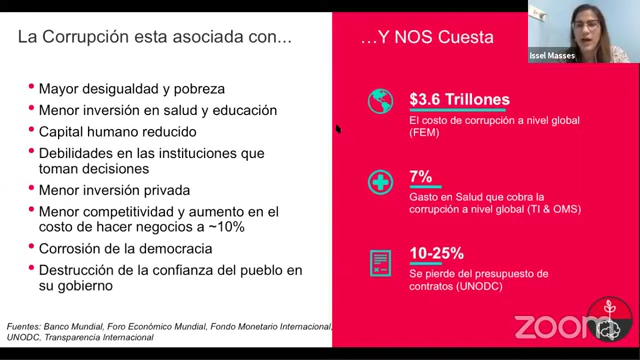 La Corrupción esta asociada con...
Mayor desigualdad y pobreza
Menor inversión en salud y educación
Capital humano reducido
Debilidades en las instituciones que
toman decisiones
Menor inversión privada
Menor competitividad y aumento en el
costo de hacer negocios a ~10%
Corrosión de la democracia
Destrucción de la confianza del pueblo en
su gobierno
Fuentes: Banco Mundial, Foro Económico Mundial, Fondo Monetario Internacional,
UNODC, Transparencia Internacional
…Y NOS Cuesta
$3.6 Trillones
El costo de corrupción a nivel global
(FEM)
7%
Gasto en Salud que cobra la
corrupción a nivel global (TI & OMS)
10-25%
Se pierde del presupuesto de
contratos (UNODC)
Issel Masses
zoom